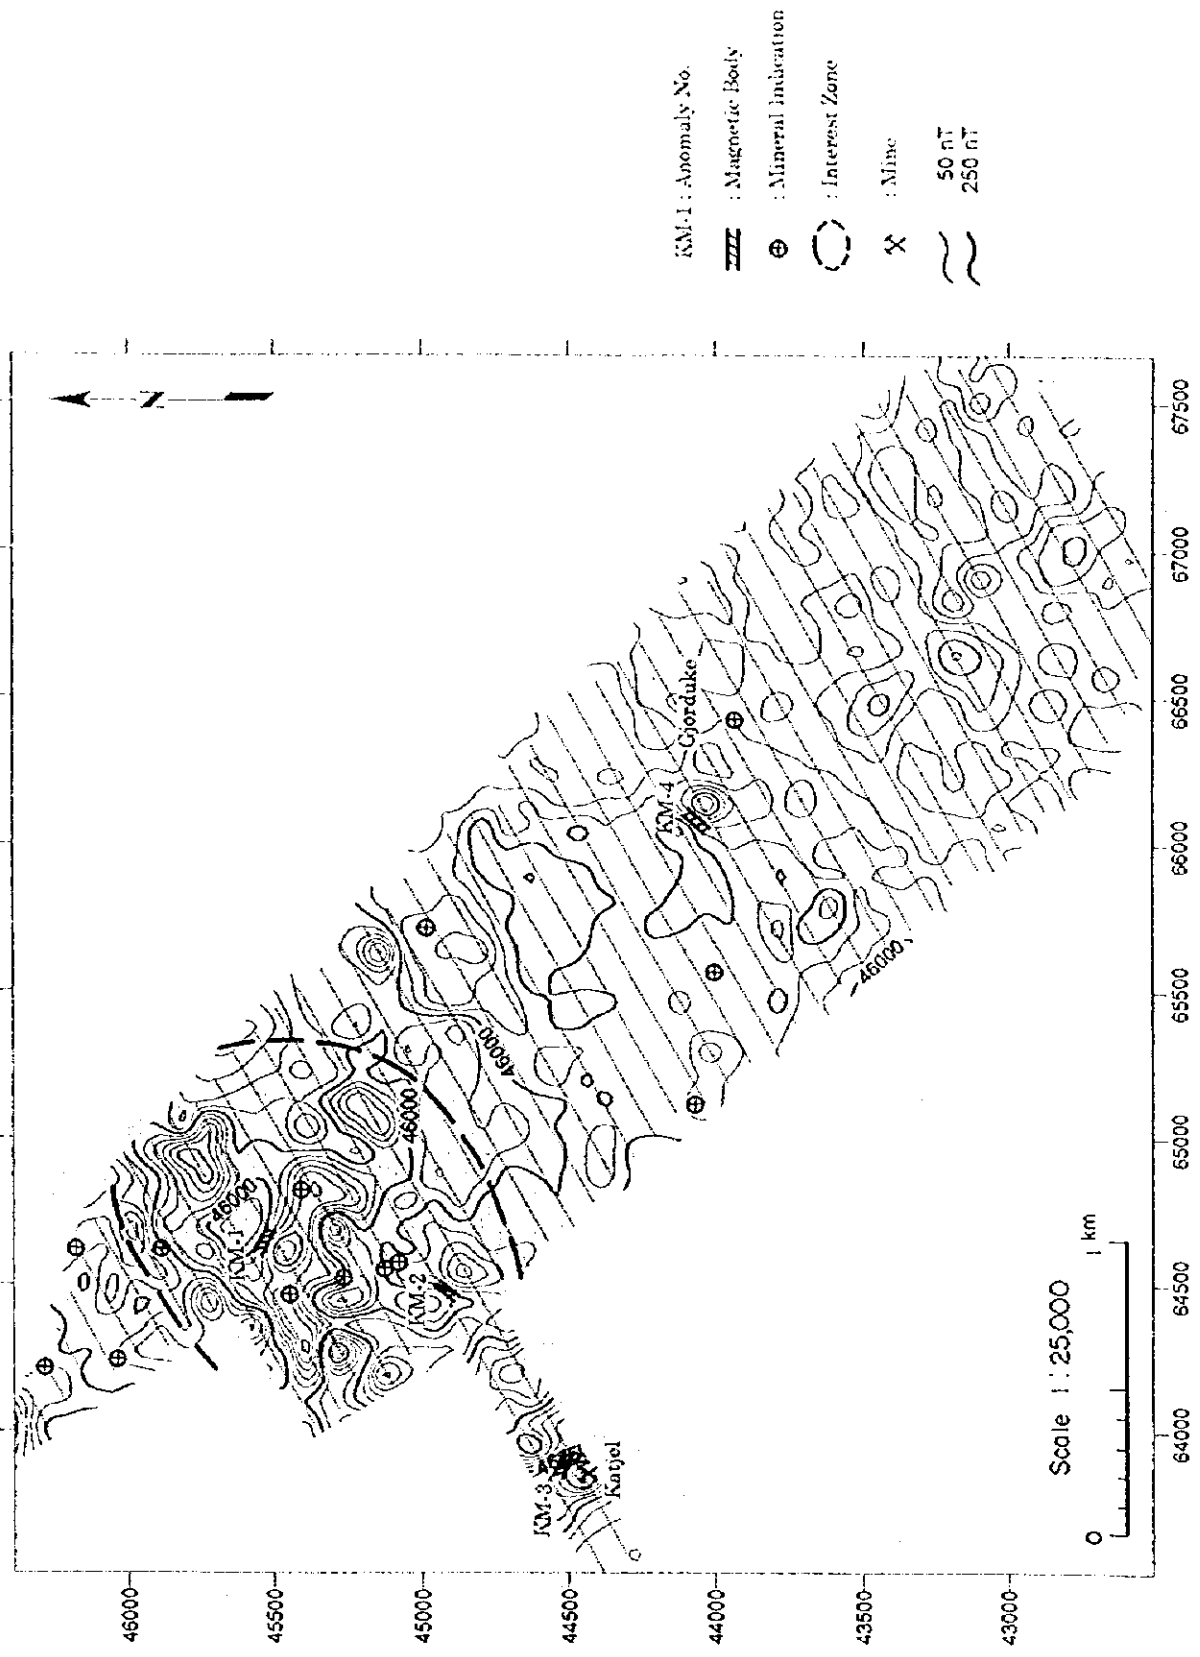 KM-1 : Anomaly No.
: Magnetic Body
: Mineral Indication
: Interest Zone
: Mine
50 nT
250 nT
N
46000
45500
45000
44500
44000
43500
43000
64000
64500
65000
65500
66000
66500
67000
67500
KM-1
46000
KM-2
46000
46000
KM-3
Katjel
KM-4
Gjorduke
46000
Scale 1 : 25,000
0
1 km